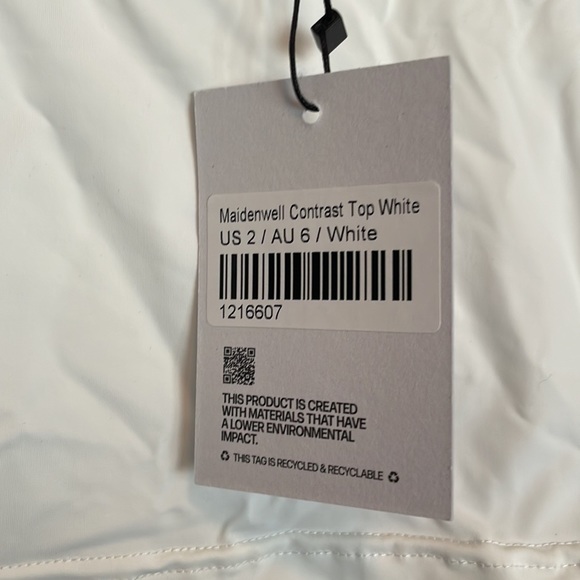 Maidenwell Contrast Top White
US 2 / AU 6 / White
1216607
THIS PRODUCT IS CREATED
WITH MATERIALS THAT HAVE
A LOWER ENVIRONMENTAL
IMPACT.
♻ THIS TAG IS RECYCLED & RECYCLABLE ♻